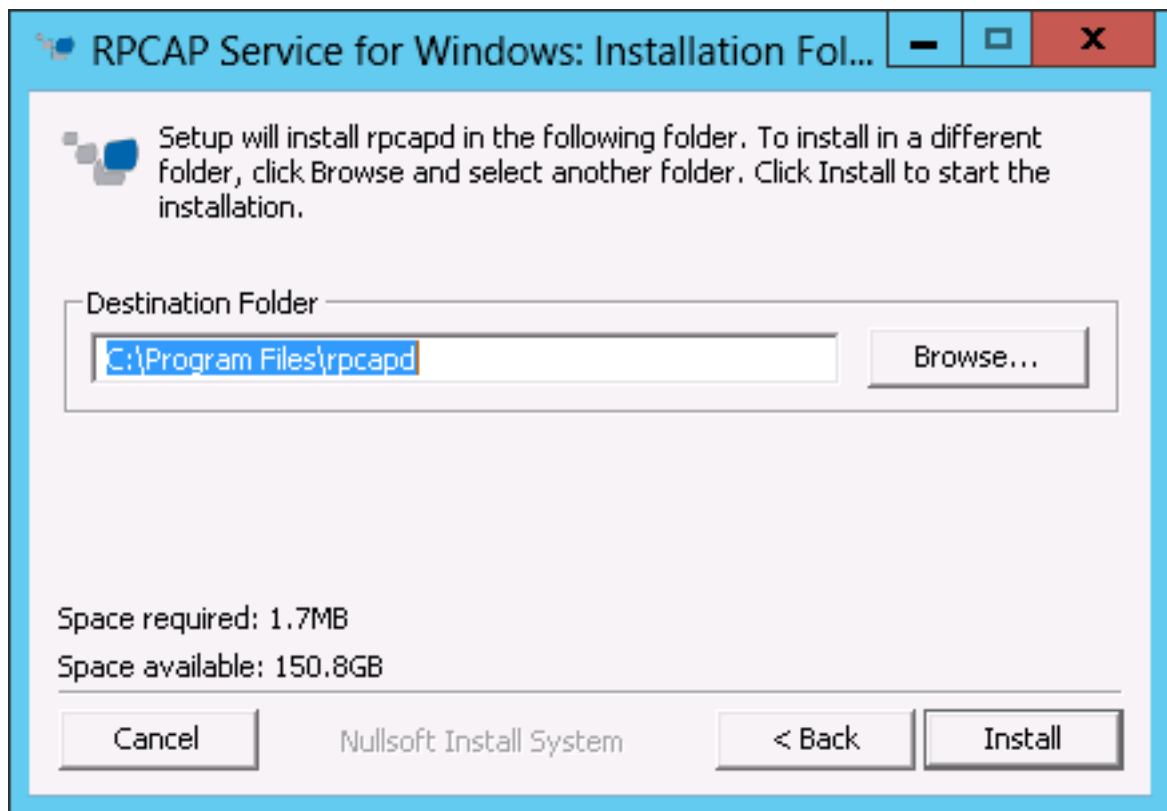 RPCAP Service for Windows: Installation Fol...
Setup will install rpcapd in the following folder. To install in a different
folder, click Browse and select another folder. Click Install to start the
installation.
Destination Folder
C:\Program Files\rpcapd
Browse...
Space required: 1.7MB
Space available: 150.8GB
Cancel
Nullsoft Install System
< Back
Install